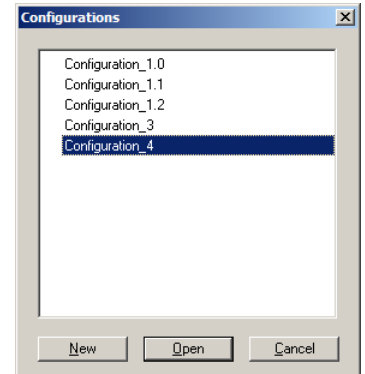 Configurations
Configuration_1.0
Configuration_1.1
Configuration_1.2
Configuration_3
Configuration_4
New Open Cancel